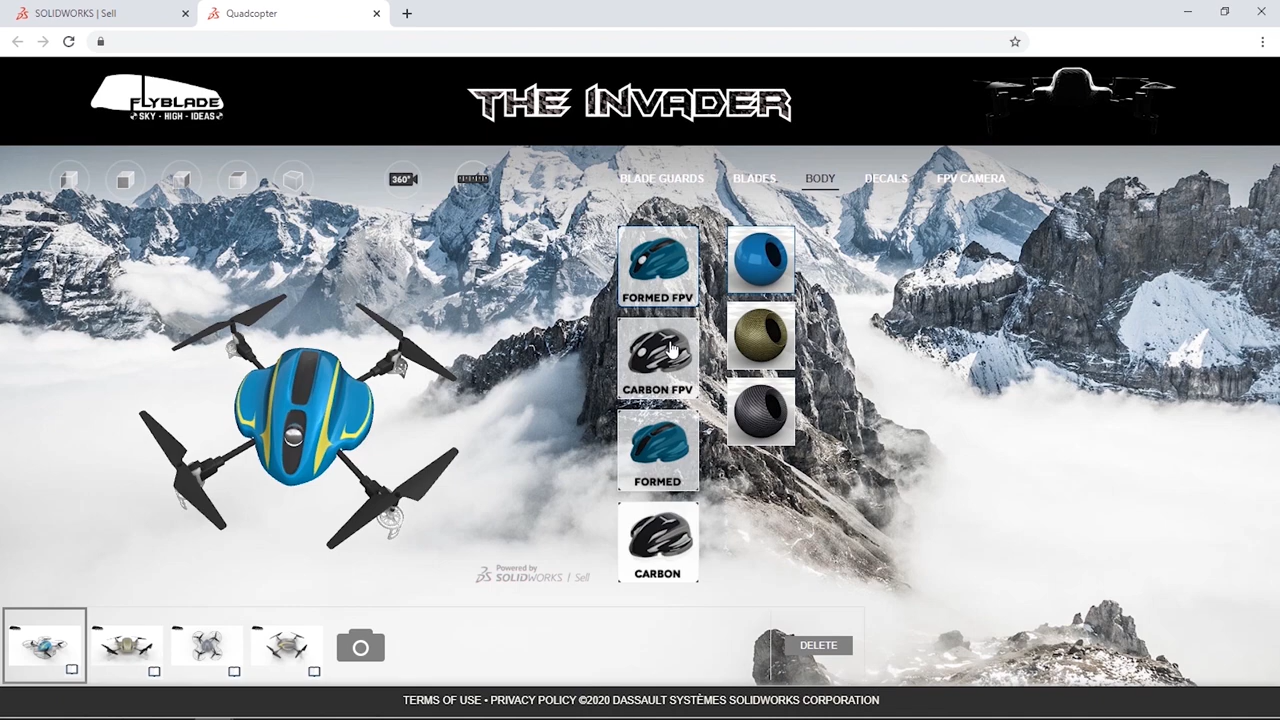 SOLIDWORKS | Sell
Quadcopter
FLYBLADE
SKY - HIGH - IDEAS
THE INVADER
360°
BLADE GUARDS
BLADES
BODY
DECALS
FPV CAMERA
FORMED FPV
CARBON FPV
FORMED
CARBON
Powered by
SOLIDWORKS | Sell
DELETE
TERMS OF USE • PRIVACY POLICY ©2020 DASSAULT SYSTÈMES SOLIDWORKS CORPORATION